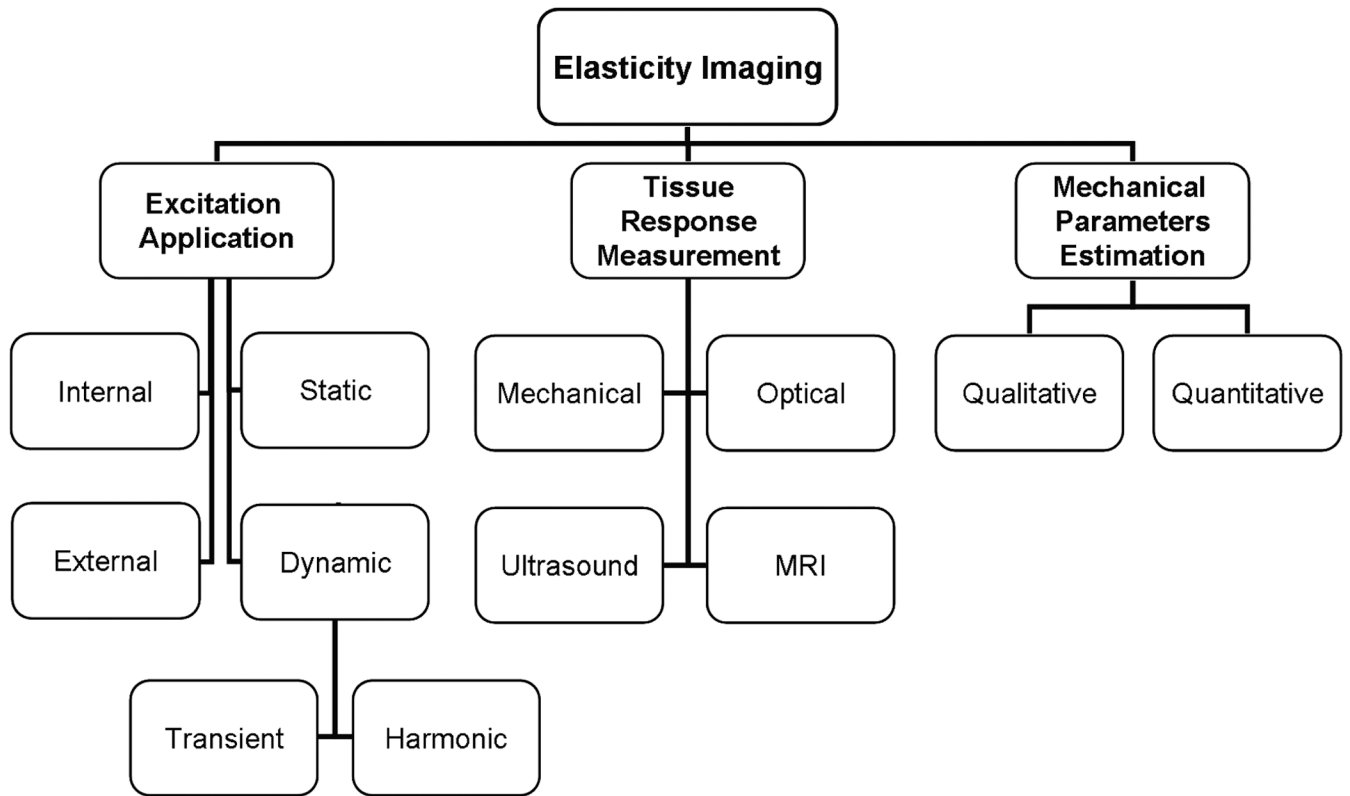 Elasticity Imaging
Excitation
Application
Tissue
Response
Measurement
Mechanical
Parameters
Estimation
Internal
Static
Mechanical
Optical
Qualitative
Quantitative
External
Dynamic
Ultrasound
MRI
Transient
Harmonic